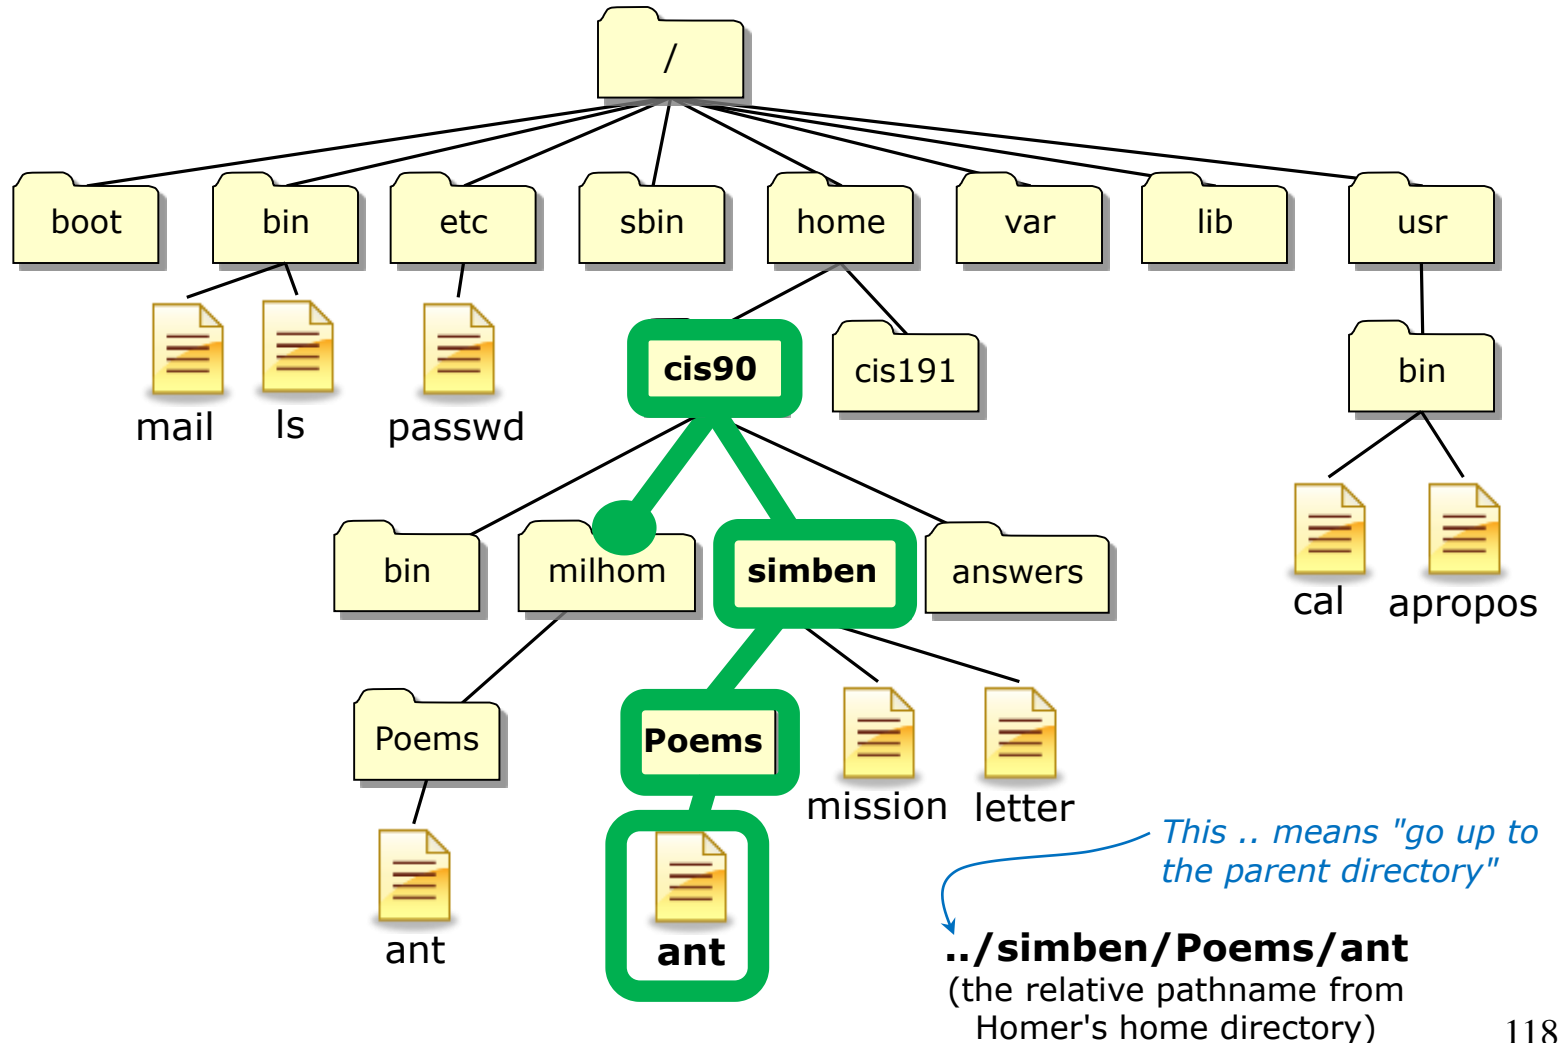 /
boot
bin
etc
sbin
home
var
lib
usr
mail
ls
passwd
cis90
cis191
bin
bin
milhom
simben
answers
cal
apropos
Poems
Poems
mission
letter
This .. means "go up to
the parent directory"
ant
ant
../simben/Poems/ant
(the relative pathname from
Homer's home directory)
118